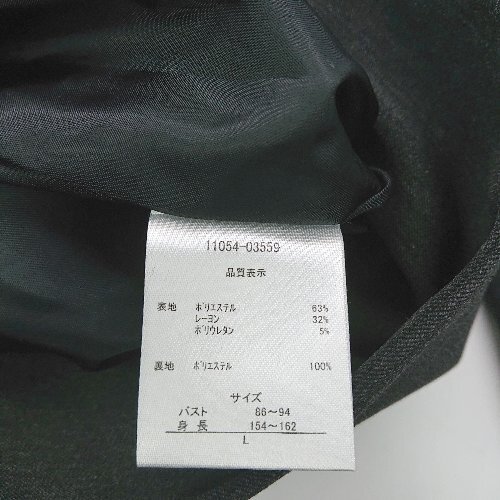 11054-03559
品質表示
表地 ポリエステル 63%
レーヨン 32%
ポリウレタン 5%
裏地 ポリエステル 100%
サイズ
バスト 86～94
身長 154～162
L